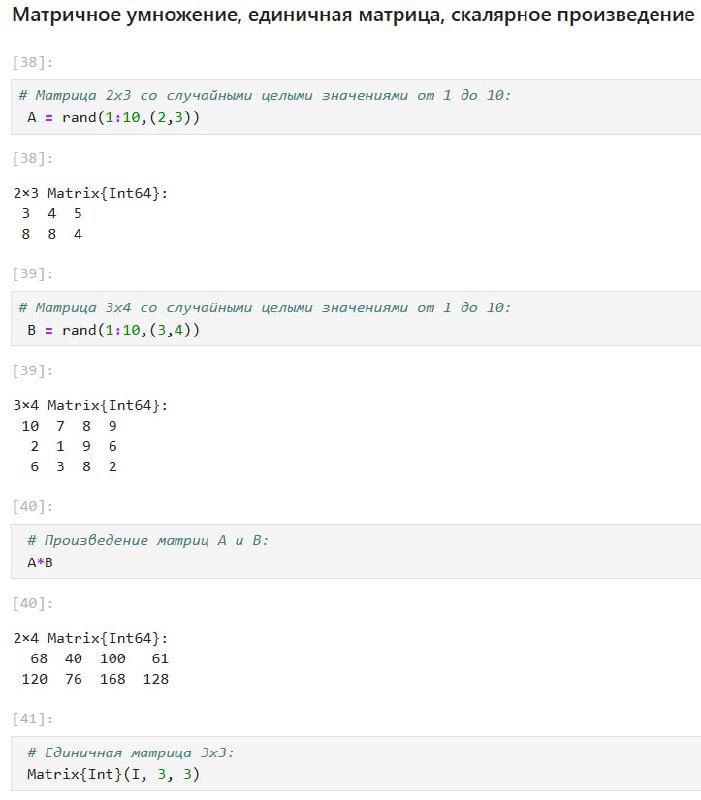 Матричное умножение, единичная матрица, скалярное произведение
[38]:
# Матрица 2x3 со случайными целыми значениями от 1 до 10:
A = rand(1:10,(2,3))
[38]:
2×3 Matrix{Int64}:
3 4 5
8 8 4
[39]:
# Матрица 3x4 со случайными целыми значениями от 1 до 10:
B = rand(1:10,(3,4))
[39]:
3×4 Matrix{Int64}:
10 7 8 9
2 1 9 6
6 3 8 2
[40]:
# Произведение матриц A и B:
A*B
[40]:
2×4 Matrix{Int64}:
68 40 100 61
120 76 168 128
[41]:
# Единичная матрица 3x3:
Matrix{Int}(I, 3, 3)